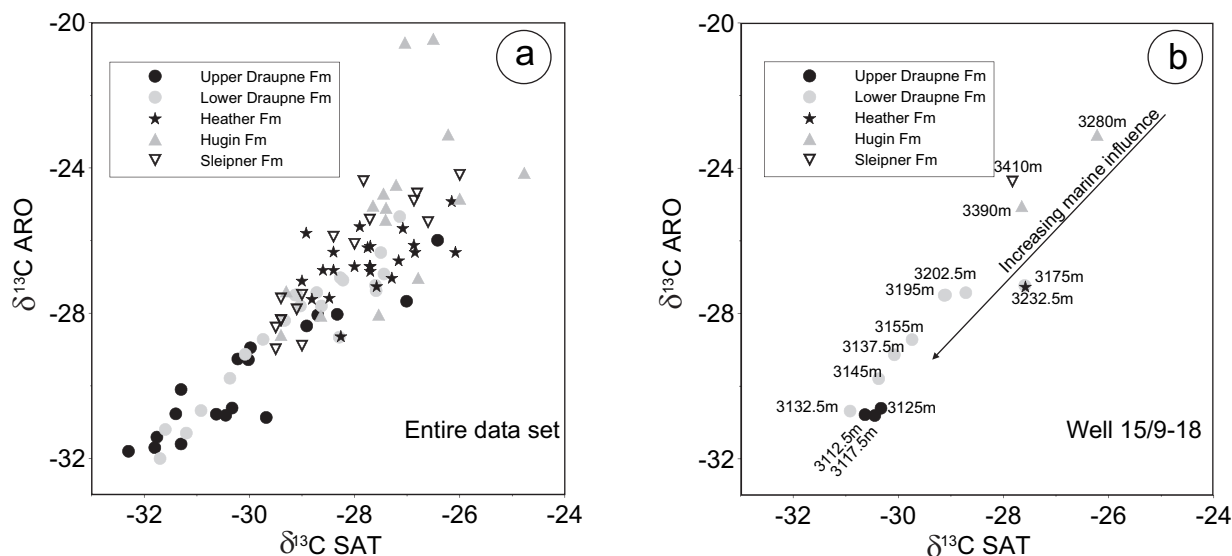 -20
-24
-28
-32
δ13C ARO
a
Upper Draupne Fm
Lower Draupne Fm
Heather Fm
Hugin Fm
Sleipner Fm
Entire data set
-32 -30 -28 -26 -24
δ13C SAT
-20
-24
-28
-32
δ13C ARO
b
Upper Draupne Fm
Lower Draupne Fm
Heather Fm
Hugin Fm
Sleipner Fm
3280m
3410m
3390m
Increasing marine influence
3202.5m
3175m
3195m
3232.5m
3155m
3137.5m
3145m
3132.5m
3125m
3112.5m
3117.5m
Well 15/9-18
-32 -30 -28 -26 -24
δ13C SAT